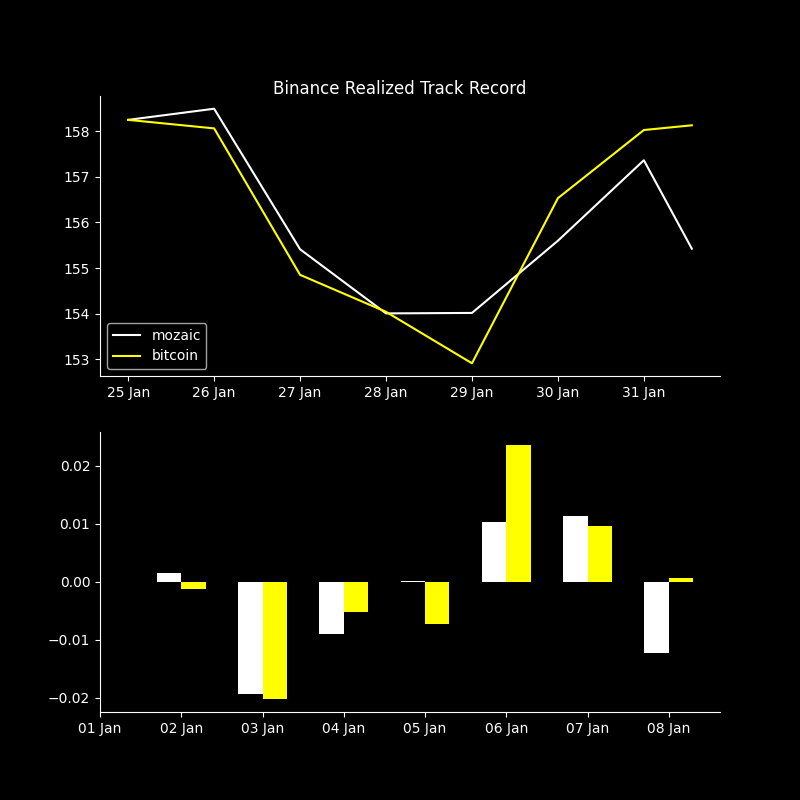 Binance Realized Track Record
158
157
156
155
154
153
mozaic
bitcoin
25 Jan 26 Jan 27 Jan 28 Jan 29 Jan 30 Jan 31 Jan
0.02
0.01
0.00
−0.01
−0.02
01 Jan 02 Jan 03 Jan 04 Jan 05 Jan 06 Jan 07 Jan 08 Jan